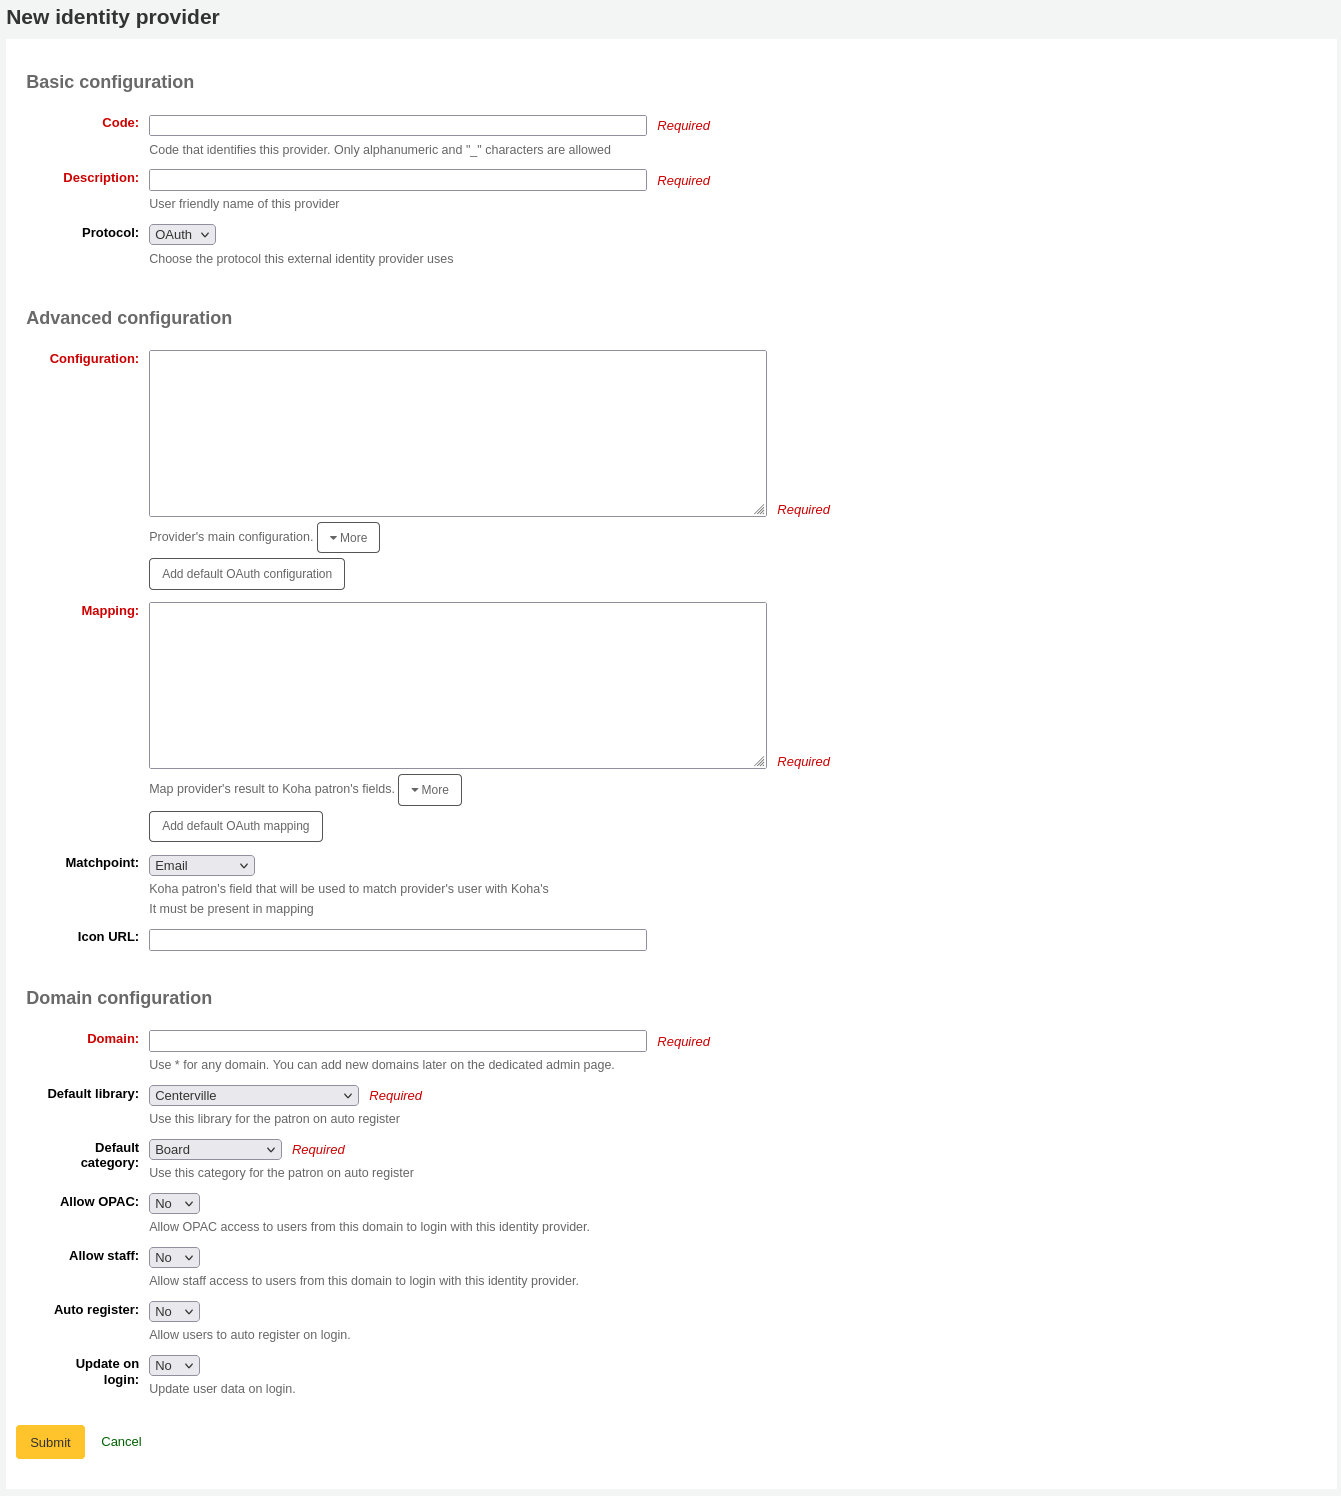 New identity provider
Basic configuration
Code: Required
Code that identifies this provider. Only alphanumeric and "_" characters are allowed
Description: Required
User friendly name of this provider
Protocol: OAuth
Choose the protocol this external identity provider uses
Advanced configuration
Configuration:
Required
Provider's main configuration. More
Add default OAuth configuration
Mapping:
Required
Map provider's result to Koha patron's fields. More
Add default OAuth mapping
Matchpoint: Email
Koha patron's field that will be used to match provider's user with Koha's
It must be present in mapping
Icon URL:
Domain configuration
Domain: Required
Use * for any domain. You can add new domains later on the dedicated admin page.
Default library: Centerville Required
Use this library for the patron on auto register
Default
category: Board Required
Use this category for the patron on auto register
Allow OPAC: No
Allow OPAC access to users from this domain to login with this identity provider.
Allow staff: No
Allow staff access to users from this domain to login with this identity provider.
Auto register: No
Allow users to auto register on login.
Update on
login: No
Update user data on login.
Submit Cancel